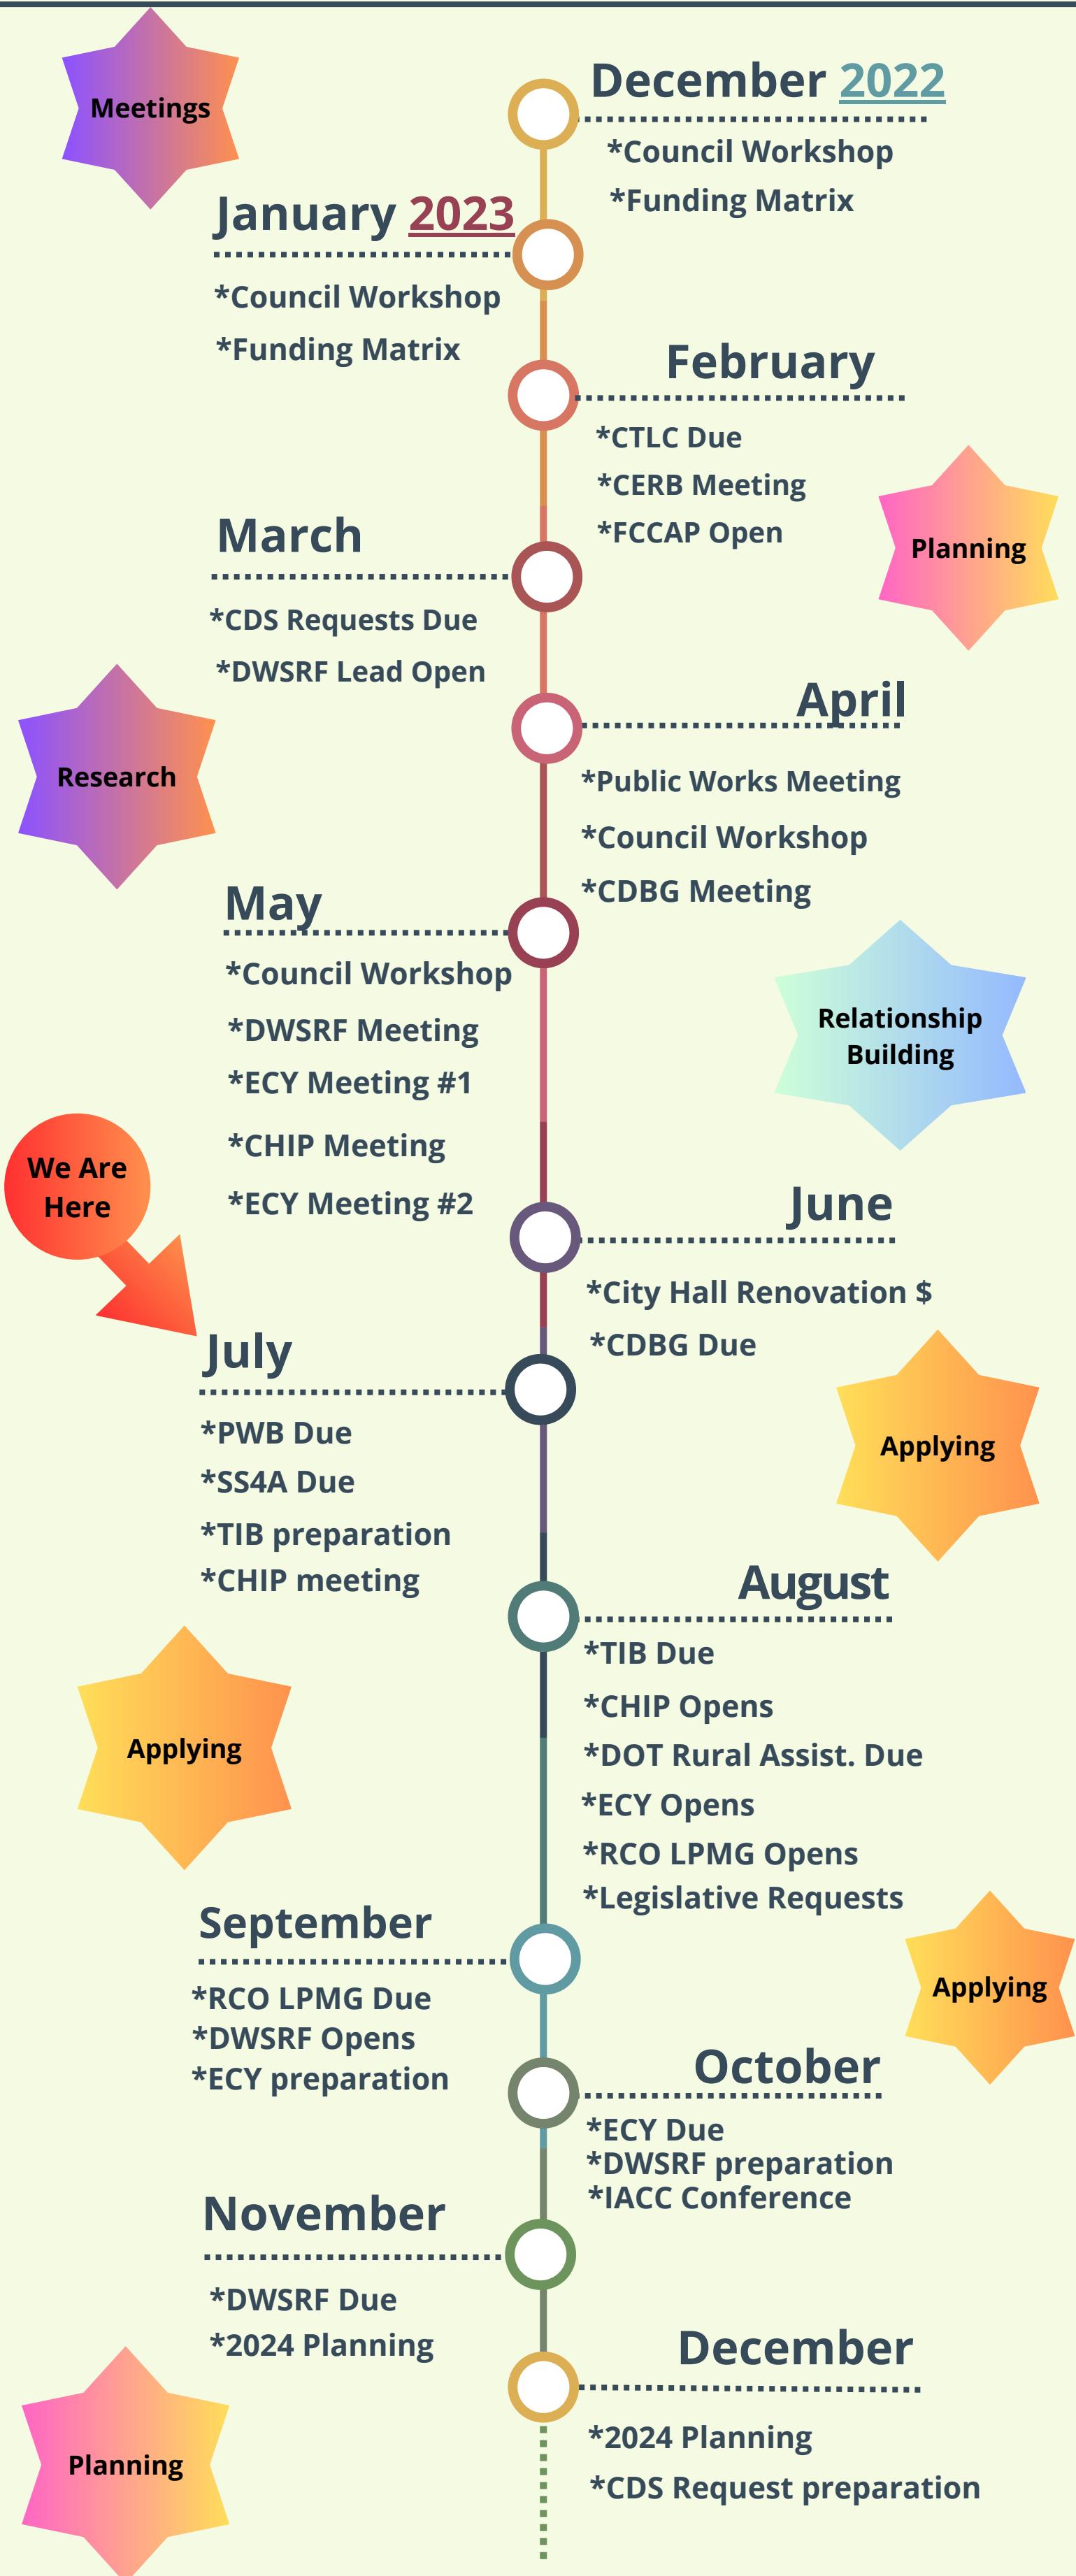 Meetings
December 2022
*Council Workshop
*Funding Matrix
January 2023
*Council Workshop
*Funding Matrix
February
*CTLC Due
*CERB Meeting
*FCCAP Open
Planning
March
*CDS Requests Due
*DWSRF Lead Open
Research
April
*Public Works Meeting
*Council Workshop
*CDBG Meeting
May
*Council Workshop
*DWSRF Meeting
*ECY Meeting #1
*CHIP Meeting
*ECY Meeting #2
Relationship
Building
We Are
Here
June
*City Hall Renovation $
*CDBG Due
July
*PWB Due
*SS4A Due
*TIB preparation
*CHIP meeting
Applying
August
*TIB Due
*CHIP Opens
*DOT Rural Assist. Due
*ECY Opens
*RCO LPMG Opens
*Legislative Requests
Applying
September
*RCO LPMG Due
*DWSRF Opens
*ECY preparation
Applying
October
*ECY Due
*DWSRF preparation
*IACC Conference
November
*DWSRF Due
*2024 Planning
December
*2024 Planning
*CDS Request preparation
Planning